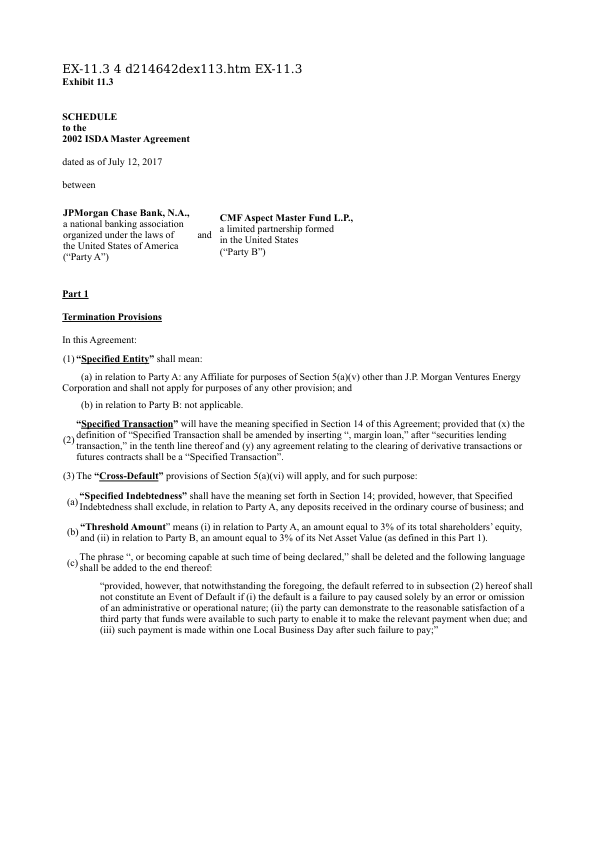 EX-11.3 4 d214642dex113.htm EX-11.3
Exhibit 11.3
SCHEDULE
to the
2002 ISDA Master Agreement
dated as of July 12, 2017
between
JPMorgan Chase Bank, N.A.,
a national banking association
organized under the laws of
the United States of America
(“Party A”)
and
CMF Aspect Master Fund L.P.,
a limited partnership formed
in the United States
(“Party B”)
Part 1
Termination Provisions
In this Agreement:
(1) “Specified Entity” shall mean:
(a) in relation to Party A: any Affiliate for purposes of Section 5(a)(v) other than J.P. Morgan Ventures Energy
Corporation and shall not apply for purposes of any other provision; and
(b) in relation to Party B: not applicable.
(2) “Specified Transaction” will have the meaning specified in Section 14 of this Agreement; provided that (x) the
definition of “Specified Transaction shall be amended by inserting “, margin loan,” after “securities lending
transaction,” in the tenth line thereof and (y) any agreement relating to the clearing of derivative transactions or
futures contracts shall be a “Specified Transaction”.
(3) The “Cross-Default” provisions of Section 5(a)(vi) will apply, and for such purpose:
(a) “Specified Indebtedness” shall have the meaning set forth in Section 14; provided, however, that Specified
Indebtedness shall exclude, in relation to Party A, any deposits received in the ordinary course of business; and
(b) “Threshold Amount” means (i) in relation to Party A, an amount equal to 3% of its total shareholders’ equity,
and (ii) in relation to Party B, an amount equal to 3% of its Net Asset Value (as defined in this Part 1).
(c) The phrase “, or becoming capable at such time of being declared,” shall be deleted and the following language
shall be added to the end thereof:
“provided, however, that notwithstanding the foregoing, the default referred to in subsection (2) hereof shall
not constitute an Event of Default if (i) the default is a failure to pay caused solely by an error or omission
of an administrative or operational nature; (ii) the party can demonstrate to the reasonable satisfaction of a
third party that funds were available to such party to enable it to make the relevant payment when due; and
(iii) such payment is made within one Local Business Day after such failure to pay;”